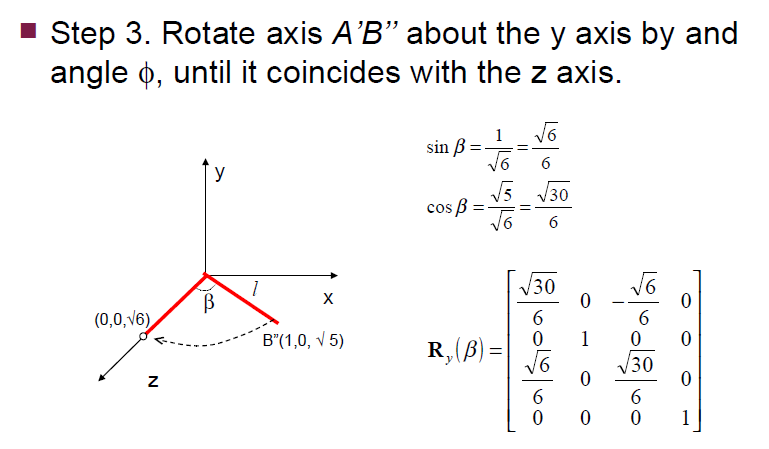 Step 3. Rotate axis A’B” about the y axis by and
angle ϕ, until it coincides with the z axis.
sin β = 1/√6 = √6/6
cos β = √5/√6 = √30/6
y
l
β
x
(0,0,√6)
B”(1,0, √ 5)
z
R_y(β) =
√30/6 0 −√6/6 0
0 1 0 0
√6/6 0 √30/6 0
0 0 0 1